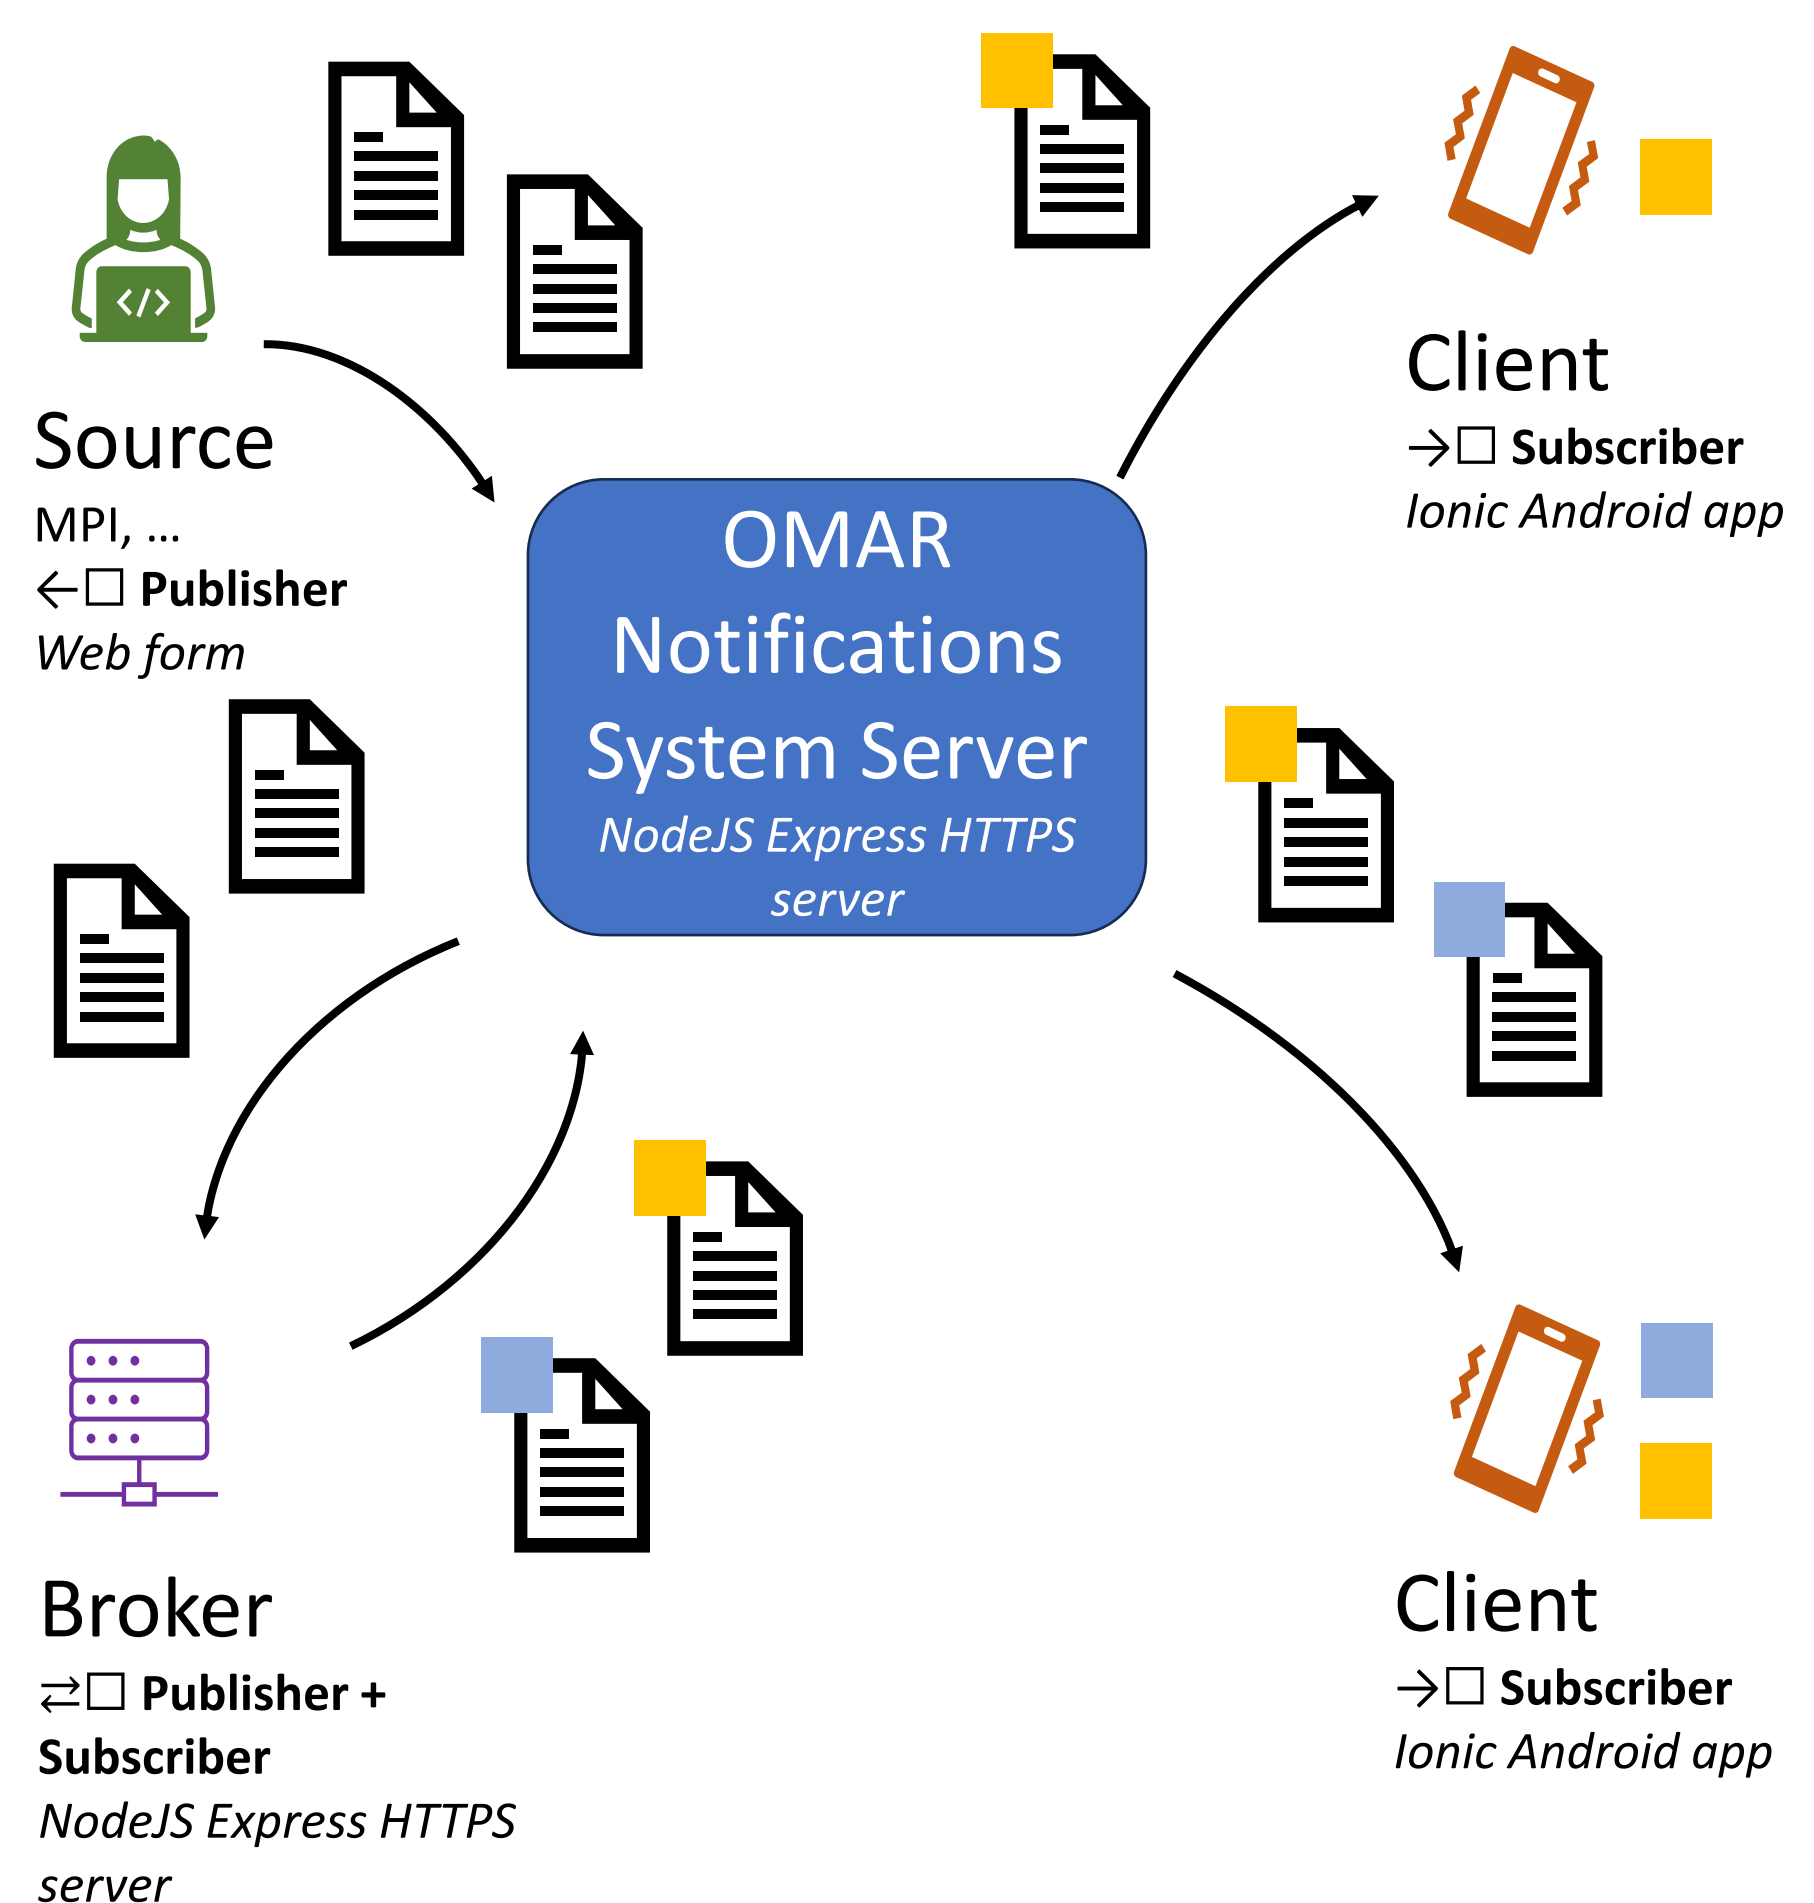 Source
MPI, …
←□ Publisher
Web form
OMAR
Notifications
System Server
NodeJS Express HTTPS
server
Client
→□ Subscriber
Ionic Android app
Broker
⇄□ Publisher +
Subscriber
NodeJS Express HTTPS
server
Client
→□ Subscriber
Ionic Android app